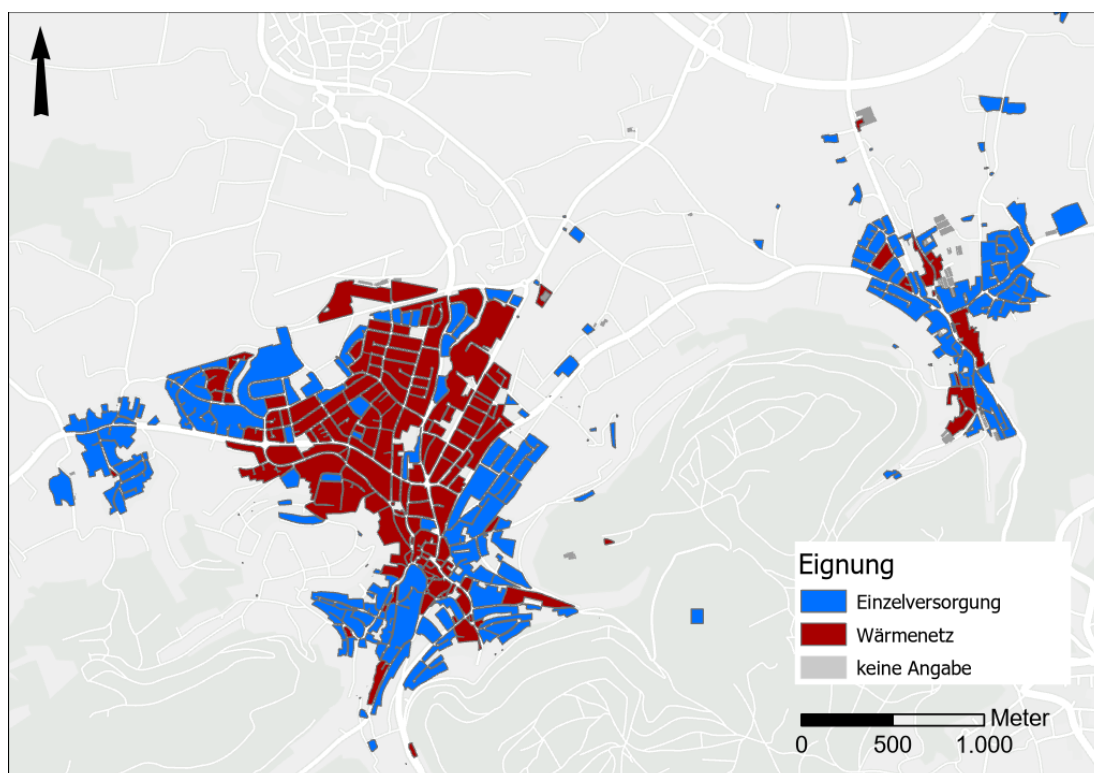 Eignung
Einzelversorgung
Wärmenetz
keine Angabe
Meter
0 500 1.000